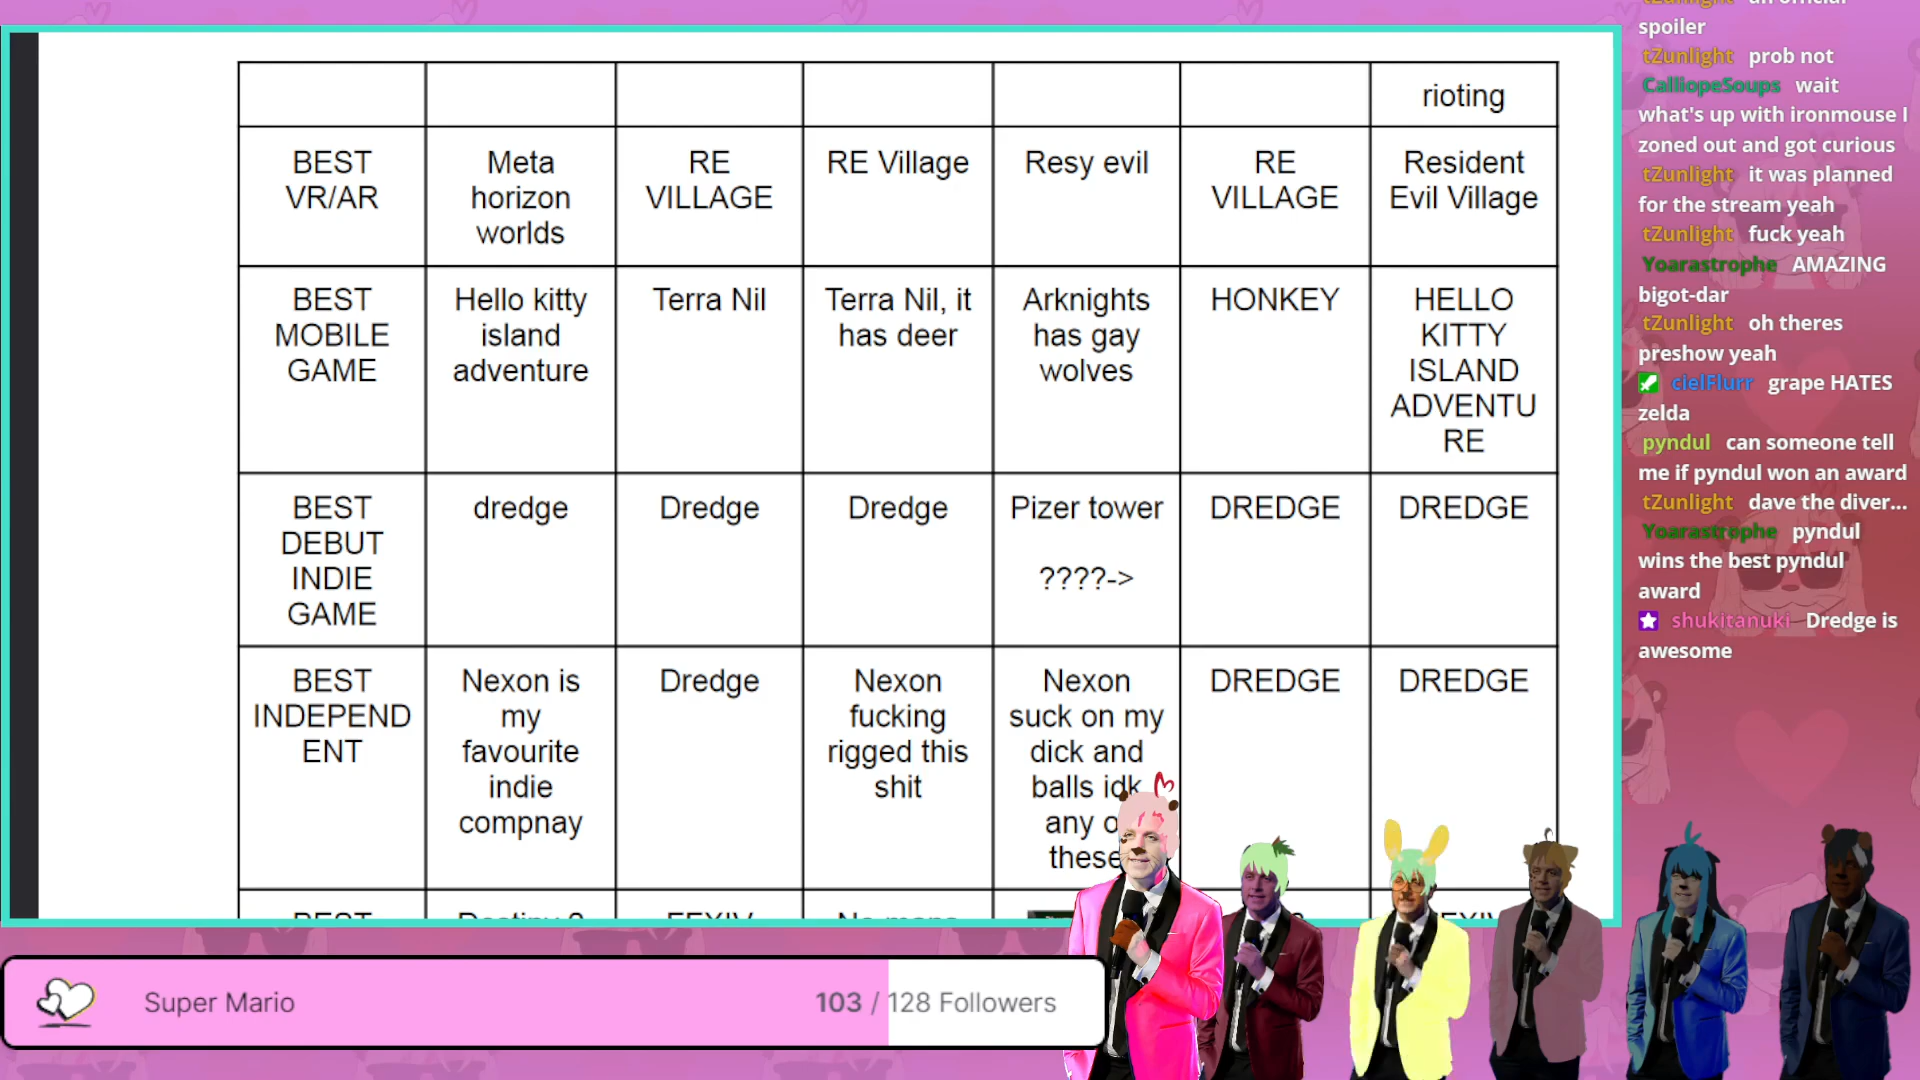 rioting
BEST
VR/AR
Meta
horizon
worlds
RE
VILLAGE
RE Village
Resy evil
RE
VILLAGE
Resident
Evil Village
BEST
MOBILE
GAME
Hello kitty
island
adventure
Terra Nil
Terra Nil, it
has deer
Arknights
has gay
wolves
HONKEY
HELLO
KITTY
ISLAND
ADVENTU
RE
BEST
DEBUT
INDIE
GAME
dredge
Dredge
Dredge
Pizer tower
????->
DREDGE
DREDGE
BEST
INDEPEND
ENT
Nexon is
my
favourite
indie
compnay
Dredge
Nexon
fucking
rigged this
shit
Nexon
suck on my
dick and
balls idk
any
these
DREDGE
DREDGE
Super Mario
103 / 128 Followers
spoiler
tZunlight prob not
CalliopeSoups wait
what's up with ironmouse I
zoned out and got curious
tZunlight it was planned
for the stream yeah
tZunlight fuck yeah
Yoarastrophe AMAZING
bigot-dar
tZunlight oh theres
preshow yeah
clelFlurr grape HATES
zelda
pyndul can someone tell
me if pyndul won an award
tZunlight dave the diver...
Yoarastrophe pyndul
wins the best pyndul
award
shukitanuki Dredge is
awesome